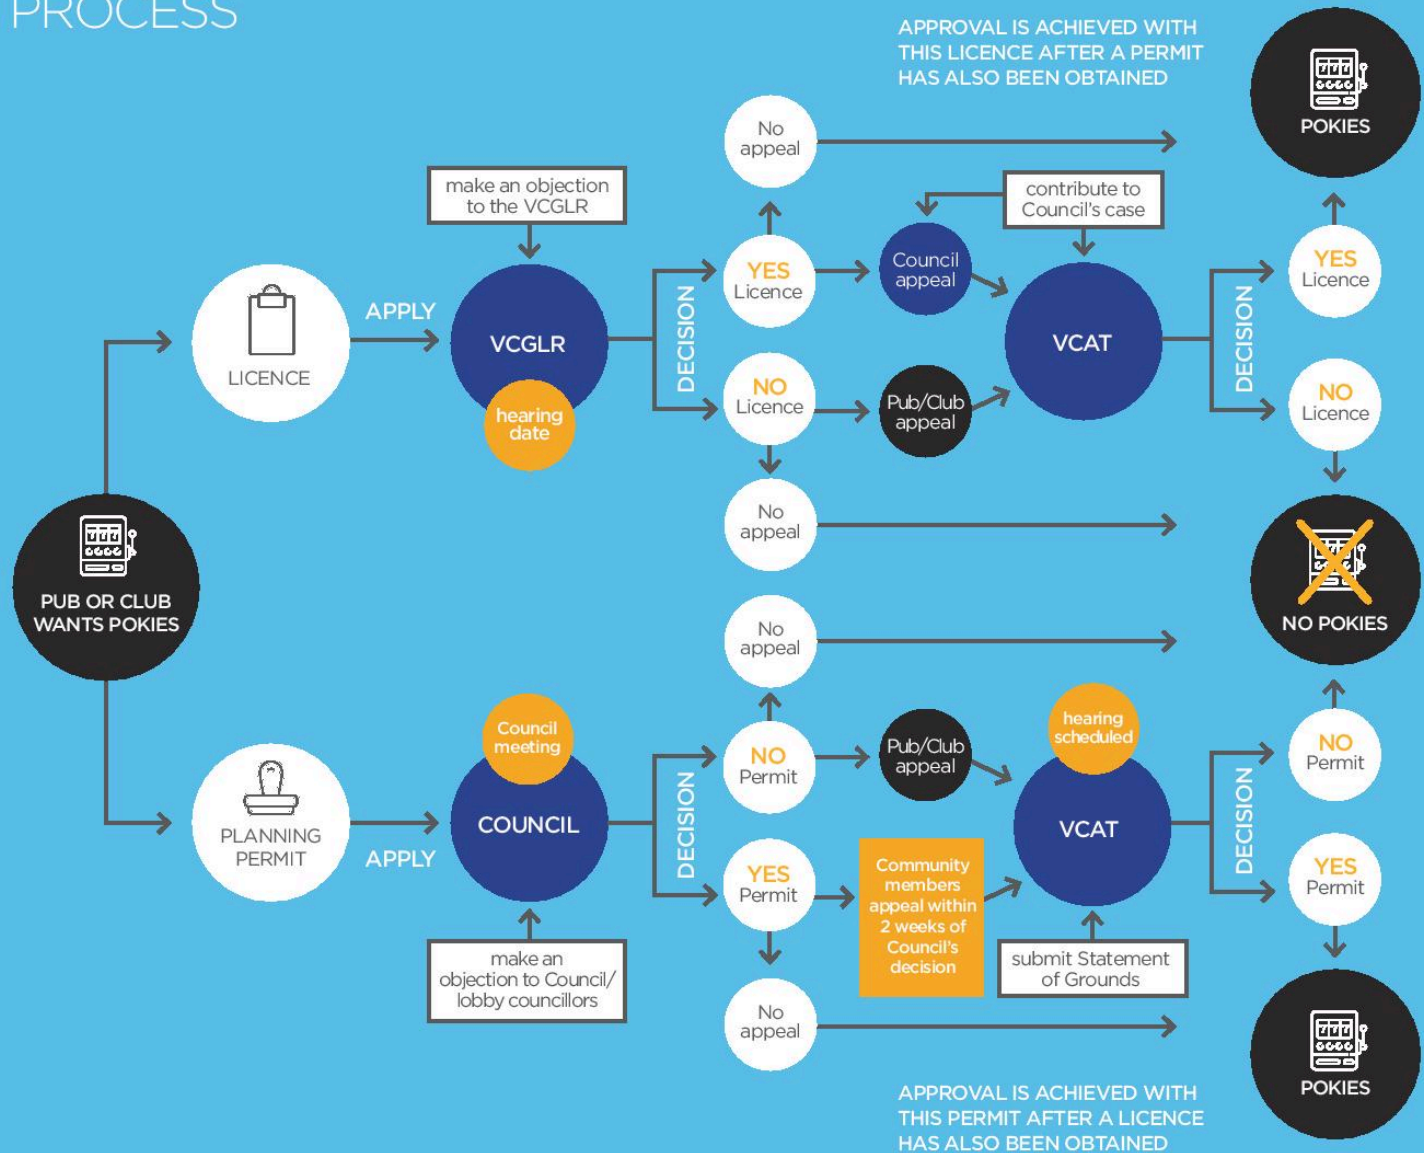 PROCESS
APPROVAL IS ACHIEVED WITH
THIS LICENCE AFTER A PERMIT
HAS ALSO BEEN OBTAINED
POKIES
No
appeal
make an objection
to the VCGLR
contribute to
Council's case
YES
Licence
Council
appeal
YES
Licence
LICENCE
APPLY
VCGLR
hearing
date
DECISION
VCAT
DECISION
NO
Licence
Pub/Club
appeal
NO
Licence
No
appeal
PUB OR CLUB
WANTS POKIES
NO POKIES
No
appeal
Council
meeting
hearing
scheduled
NO
Permit
Pub/Club
appeal
NO
Permit
PLANNING
PERMIT
APPLY
COUNCIL
DECISION
VCAT
DECISION
YES
Permit
Community
members
appeal within
2 weeks of
Council's
decision
YES
Permit
make an
objection to Council/
lobby councillors
submit Statement
of Grounds
No
appeal
POKIES
APPROVAL IS ACHIEVED WITH
THIS PERMIT AFTER A LICENCE
HAS ALSO BEEN OBTAINED